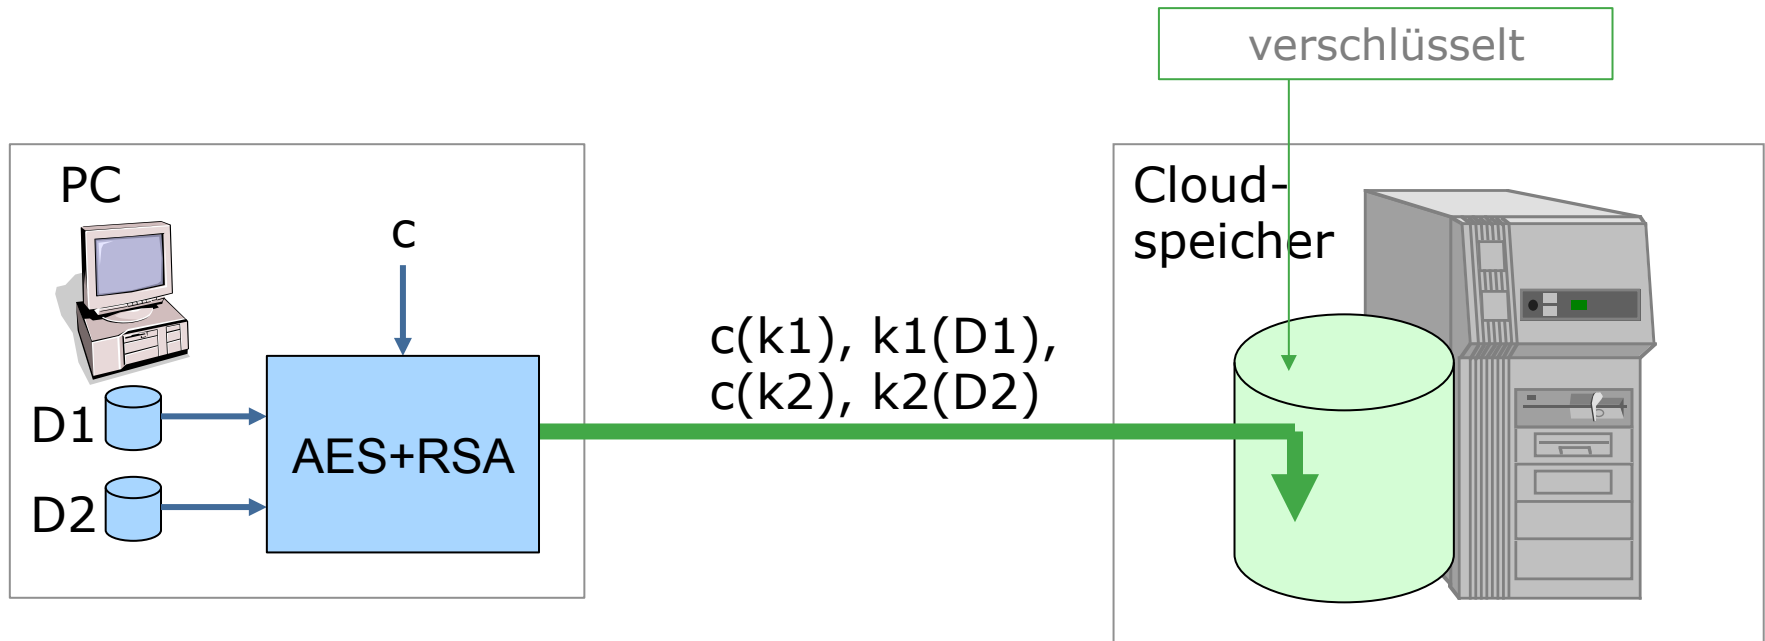 verschlüsselt
PC
c
D1
D2
AES+RSA
c(k1), k1(D1),
c(k2), k2(D2)
Cloud-
speicher